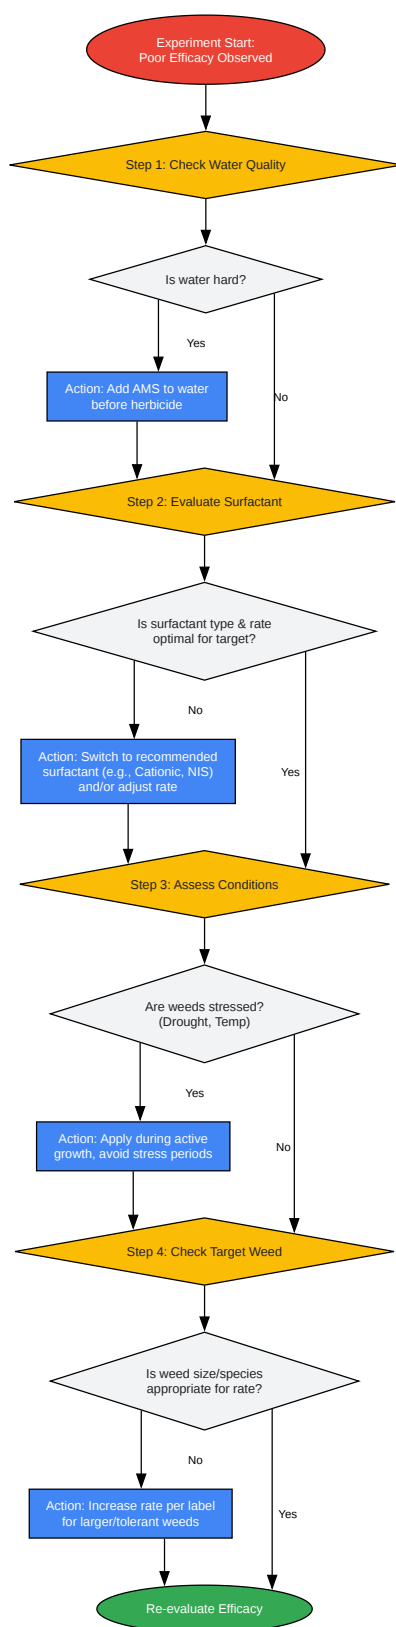 Experiment Start:
Poor Efficacy Observed
Step 1: Check Water Quality
Is water hard?
Yes
Action: Add AMS to water
before herbicide
No
Step 2: Evaluate Surfactant
Is surfactant type & rate
optimal for target?
No
Action: Switch to recommended
surfactant (e.g., Cationic, NIS)
and/or adjust rate
Yes
Step 3: Assess Conditions
Are weeds stressed?
(Drought, Temp)
Yes
Action: Apply during active
growth, avoid stress periods
No
Step 4: Check Target Weed
Is weed size/species
appropriate for rate?
No
Action: Increase rate per label
for larger/tolerant weeds
Yes
Re-evaluate Efficacy